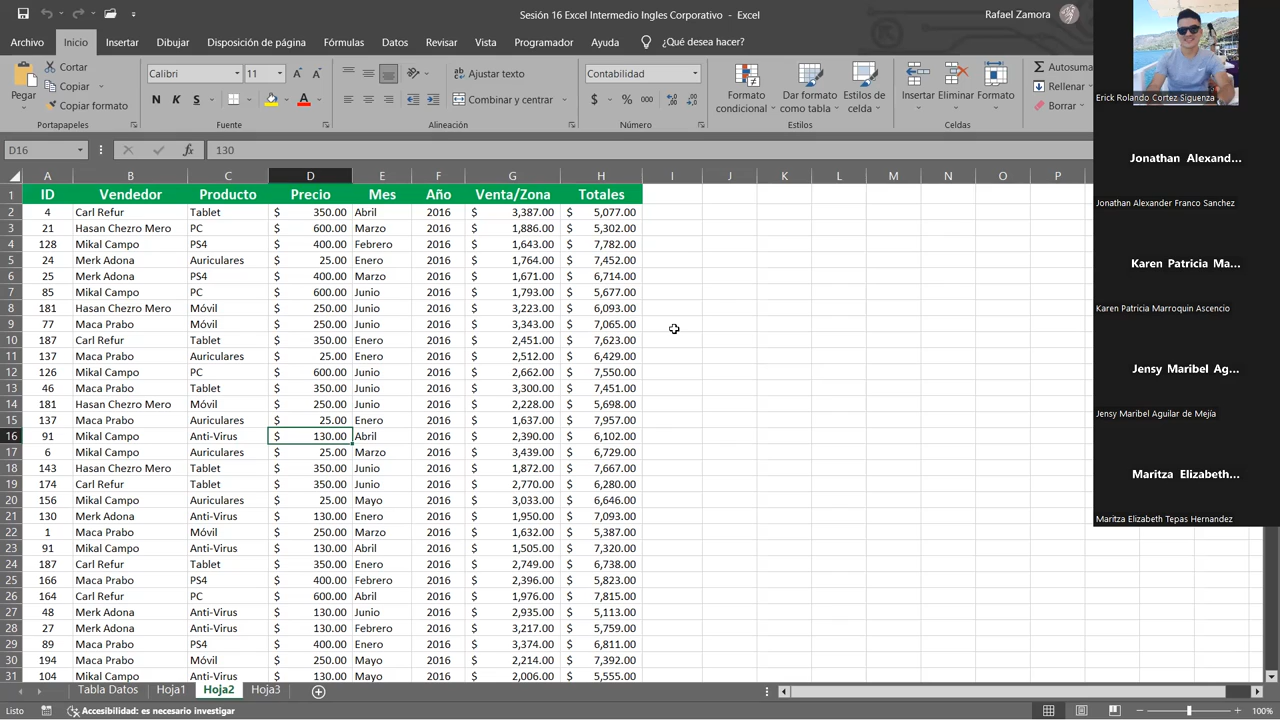 Sesión 16 Excel Intermedio Ingles Corporativo - Excel
Rafael Zamora
Archivo Inicio Insertar Dibujar Disposición de página Fórmulas Datos Revisar Vista Programador Ayuda ¿Qué desea hacer?
Pegar
Cortar
Copiar
Copiar formato
Portapapeles
Calibri 11
N K S
Fuente
Ajustar texto
Combinar y centrar
Alineación
Contabilidad
$ % 000
Número
Formato condicional
Dar formato como tabla
Estilos de celda
Estilos
Insertar Eliminar Formato
Celdas
Autosuma
Rellenar
Borrar
D16 fx 130
A B C D E F G H I J K L M N O P
1 ID Vendedor Producto Precio Mes Año Venta/Zona Totales
2 4 Carl Refur Tablet $ 350.00 Abril 2016 $ 3,387.00 $ 5,077.00
3 21 Hasan Chezro Mero PC $ 600.00 Marzo 2016 $ 1,886.00 $ 5,302.00
4 128 Mikal Campo PS4 $ 400.00 Febrero 2016 $ 1,643.00 $ 7,782.00
5 24 Merk Adona Auriculares $ 25.00 Enero 2016 $ 1,764.00 $ 7,452.00
6 25 Merk Adona PS4 $ 400.00 Marzo 2016 $ 1,671.00 $ 6,714.00
7 85 Mikal Campo PC $ 600.00 Junio 2016 $ 1,793.00 $ 5,677.00
8 181 Hasan Chezro Mero Móvil $ 250.00 Junio 2016 $ 3,223.00 $ 6,093.00
9 77 Maca Prabo Móvil $ 250.00 Junio 2016 $ 3,343.00 $ 7,065.00
10 187 Carl Refur Tablet $ 350.00 Enero 2016 $ 2,451.00 $ 7,623.00
11 137 Maca Prabo Auriculares $ 25.00 Enero 2016 $ 2,512.00 $ 6,429.00
12 126 Mikal Campo PC $ 600.00 Junio 2016 $ 2,662.00 $ 7,550.00
13 46 Maca Prabo Tablet $ 350.00 Junio 2016 $ 3,300.00 $ 7,451.00
14 181 Hasan Chezro Mero Móvil $ 250.00 Junio 2016 $ 2,228.00 $ 5,698.00
15 137 Maca Prabo Auriculares $ 25.00 Enero 2016 $ 1,637.00 $ 7,957.00
16 91 Mikal Campo Anti-Virus $ 130.00 Abril 2016 $ 2,390.00 $ 6,102.00
17 6 Mikal Campo Auriculares $ 25.00 Marzo 2016 $ 3,439.00 $ 6,729.00
18 143 Hasan Chezro Mero Tablet $ 350.00 Junio 2016 $ 1,872.00 $ 7,667.00
19 174 Carl Refur Tablet $ 350.00 Junio 2016 $ 2,770.00 $ 6,280.00
20 156 Mikal Campo Auriculares $ 25.00 Mayo 2016 $ 3,033.00 $ 6,646.00
21 130 Merk Adona Anti-Virus $ 130.00 Enero 2016 $ 1,950.00 $ 7,093.00
22 1 Maca Prabo Móvil $ 250.00 Marzo 2016 $ 1,632.00 $ 5,387.00
23 91 Mikal Campo Anti-Virus $ 130.00 Abril 2016 $ 1,505.00 $ 7,320.00
24 187 Carl Refur Tablet $ 350.00 Enero 2016 $ 2,749.00 $ 6,738.00
25 166 Maca Prabo PS4 $ 400.00 Febrero 2016 $ 2,396.00 $ 5,823.00
26 164 Carl Refur PC $ 600.00 Abril 2016 $ 1,976.00 $ 7,815.00
27 48 Merk Adona Anti-Virus $ 130.00 Junio 2016 $ 2,935.00 $ 5,113.00
28 27 Merk Adona Anti-Virus $ 130.00 Febrero 2016 $ 3,217.00 $ 5,759.00
29 89 Maca Prabo PS4 $ 400.00 Enero 2016 $ 3,374.00 $ 6,811.00
30 194 Maca Prabo Móvil $ 250.00 Mayo 2016 $ 2,214.00 $ 7,392.00
31 104 Mikal Campo Anti-Virus $ 130.00 Mayo 2016 $ 2,006.00 $ 5,555.00
Tabla Datos Hoja1 Hoja2 Hoja3
Listo Accesibilidad: es necesario investigar 100%
Erick Rolando Cortez Siguenza
Jonathan Alexand...
Jonathan Alexander Franco Sanchez
Karen Patricia Ma...
Karen Patricia Marroquin Ascencio
Jensy Maribel Ag...
Jensy Maribel Aguilar de Mejía
Maritza Elizabeth...
Maritza Elizabeth Tepas Hernandez